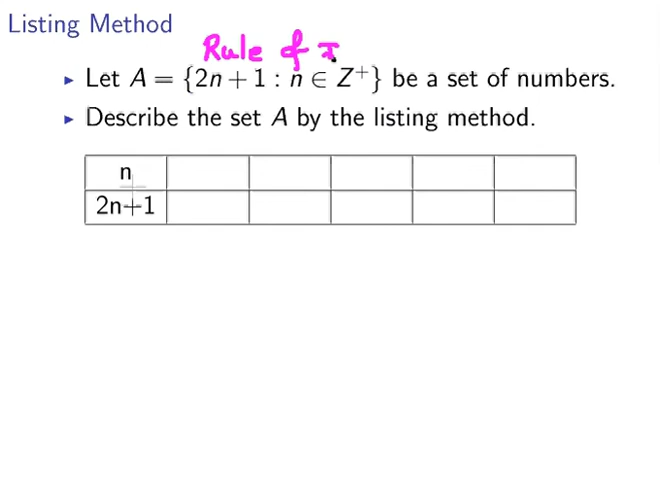 Listing Method
Rule of
Let A = {2n + 1 : n ∈ Z⁺} be a set of numbers.
Describe the set A by the listing method.
n
2n+1